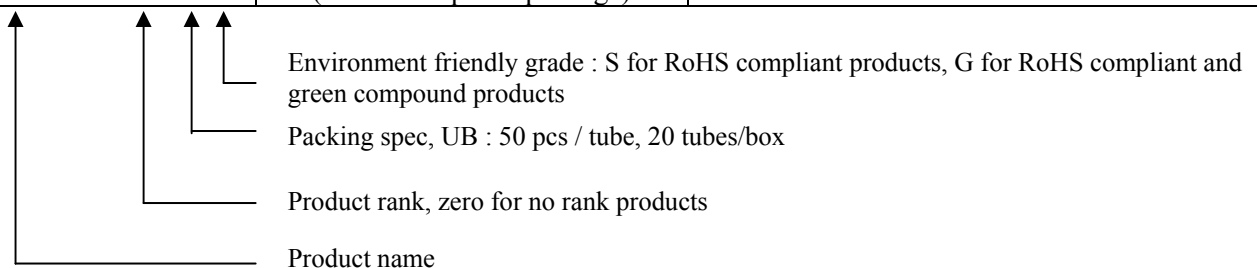 Environment friendly grade : S for RoHS compliant products, G for RoHS compliant and
green compound products
Packing spec, UB : 50 pcs / tube, 20 tubes/box
Product rank, zero for no rank products
Product name